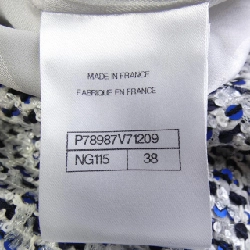 MADE IN FRANCE
FABRIQUE EN FRANCE
P78987V71209
NG115 38